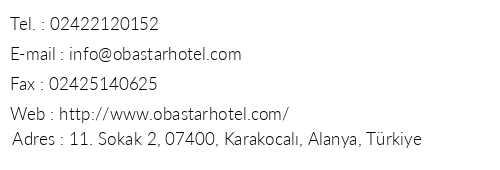 Tel. : 02422120152
E-mail : info@obastarhotel.com
Fax : 02425140625
Web : http://www.obastarhotel.com/
Adres : 11. Sokak 2, 07400, Karakocalı, Alanya, Türkiye